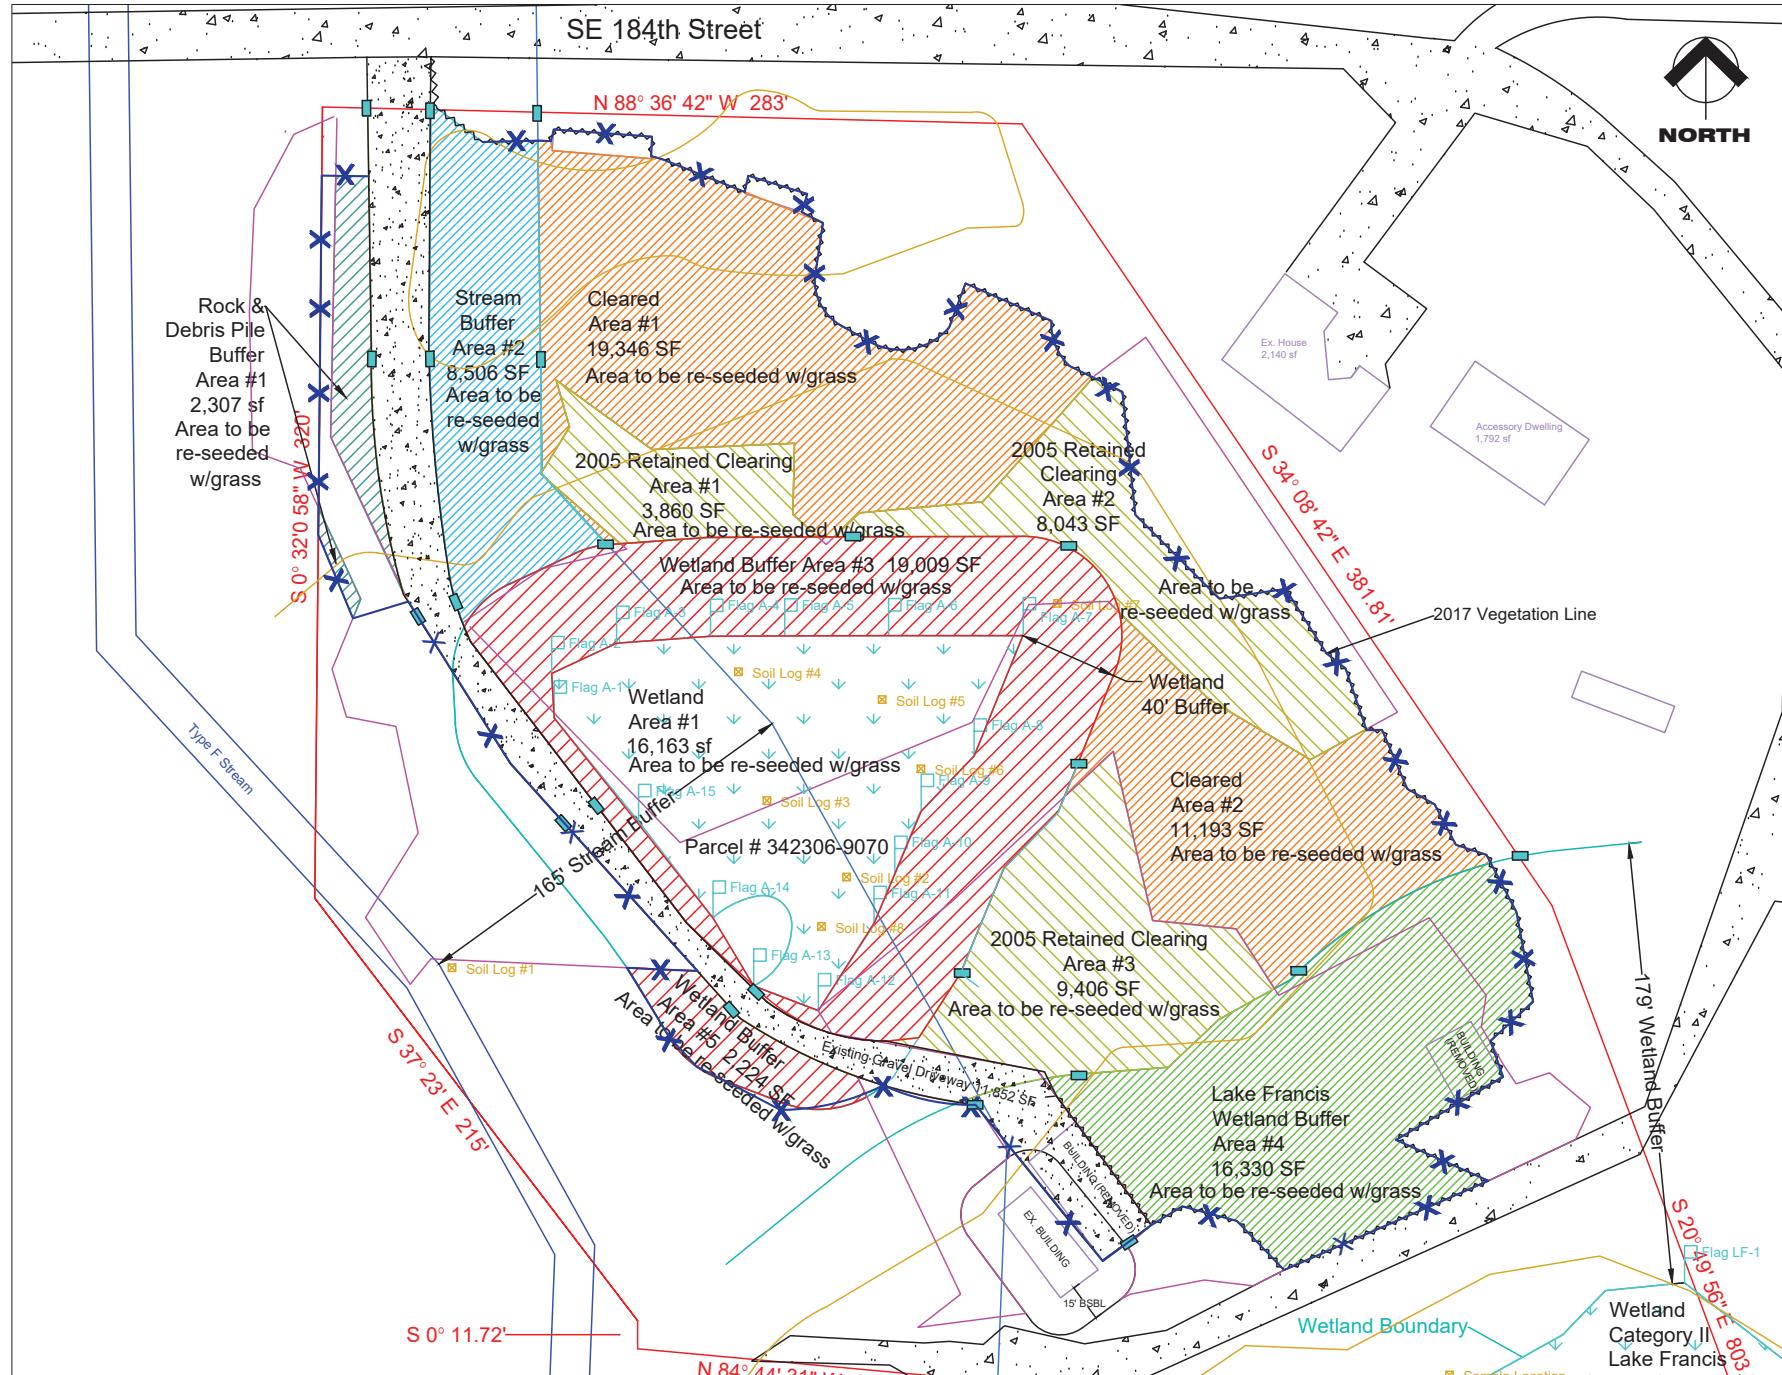 SE 184th Street
NORTH
N 88° 36' 42" W  283'
Rock &
Debris Pile
Buffer
Area #1
2,307 sf
Area to be
re-seeded
w/grass
Stream
Buffer
Area #2
8,506 SF
Area to be
re-seeded
w/grass
Cleared
Area #1
19,346 SF
Area to be re-seeded w/grass
Ex. House
2,140 sf
Accessory Dwelling
1,792 sf
S 0° 32'0 58" W  320'
2005 Retained Clearing
Area #1
3,860 SF
Area to be re-seeded w/grass
2005 Retained
Clearing
Area #2
8,043 SF
Area to be
re-seeded w/grass
S 34° 08' 42" E  381.81'
2017 Vegetation Line
Wetland Buffer Area #3  19,009 SF
Area to be re-seeded w/grass
Flag A-3
Flag A-4
Flag A-5
Flag A-6
Soil Log #7
Flag A-7
Flag A-2
Flag A-1
Soil Log #4
Soil Log #5
Wetland
40' Buffer
Wetland
Area #1
16,163 sf
Area to be re-seeded w/grass
Flag A-8
Soil Log #6
Flag A-9
Flag A-15
Soil Log #3
165' Stream Buffer
Type F Stream
Parcel # 342306-9070
Flag A-10
Cleared
Area #2
11,193 SF
Area to be re-seeded w/grass
Soil Log #2
Flag A-14
Flag A-11
Soil Log #8
Flag A-13
Flag A-12
Soil Log #1
2005 Retained Clearing
Area #3
9,406 SF
Area to be re-seeded w/grass
Wetland Buffer
Area #5  2,224 SF
Area to be re-seeded w/grass
S 37° 23' E  215'
Existing Gravel Driveway 11,852 SF
BUILDING
(REMOVED)
179' Wetland Buffer
Lake Francis
Wetland Buffer
Area #4
16,330 SF
Area to be re-seeded w/grass
BUILDING (REMOVED)
EX. BUILDING
15' BSBL
S 20° 49' 56" E  803
Flag LF-1
S 0° 11.72'
Wetland Boundary
Wetland
Category II
Lake Francis
N 84° 44' 31" W
Sample Location